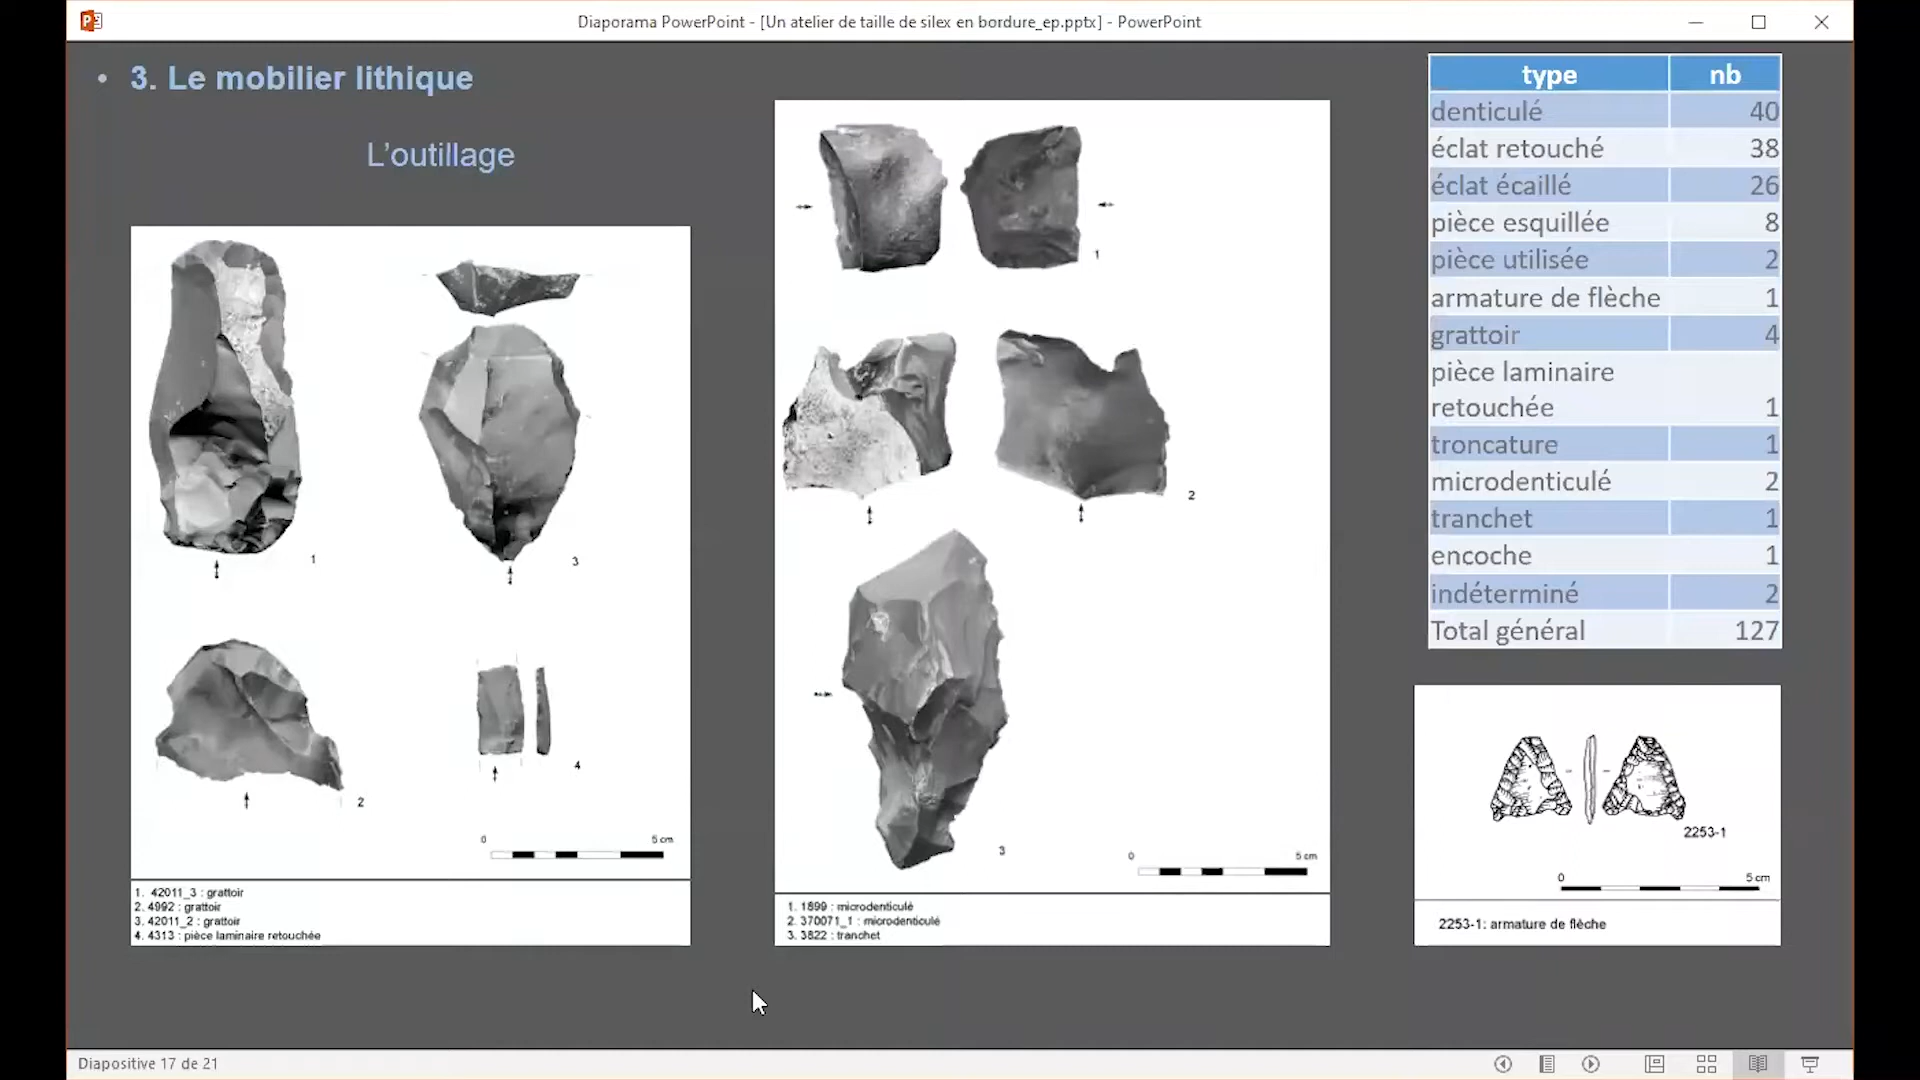 Diaporama PowerPoint - [Un atelier de taille de silex en bordure_ep.pptx] - PowerPoint
• 3. Le mobilier lithique
L'outillage
1
3
2
4
0 5 cm
1. 42011_3 : grattoir
2. 4992 : grattoir
3. 42011_2 : grattoir
4. 4313 : pièce laminaire retouchée
1
2
3
0 5 cm
1. 1899 : microdenticulé
2. 370071_1 : microdenticulé
3. 3822 : tranchet
type nb
denticulé 40
éclat retouché 38
éclat écaillé 26
pièce esquillée 8
pièce utilisée 2
armature de flèche 1
grattoir 4
pièce laminaire
retouchée 1
troncature 1
microdenticulé 2
tranchet 1
encoche 1
indéterminé 2
Total général 127
2253-1
0 5 cm
2253-1: armature de flèche
Diapositive 17 de 21